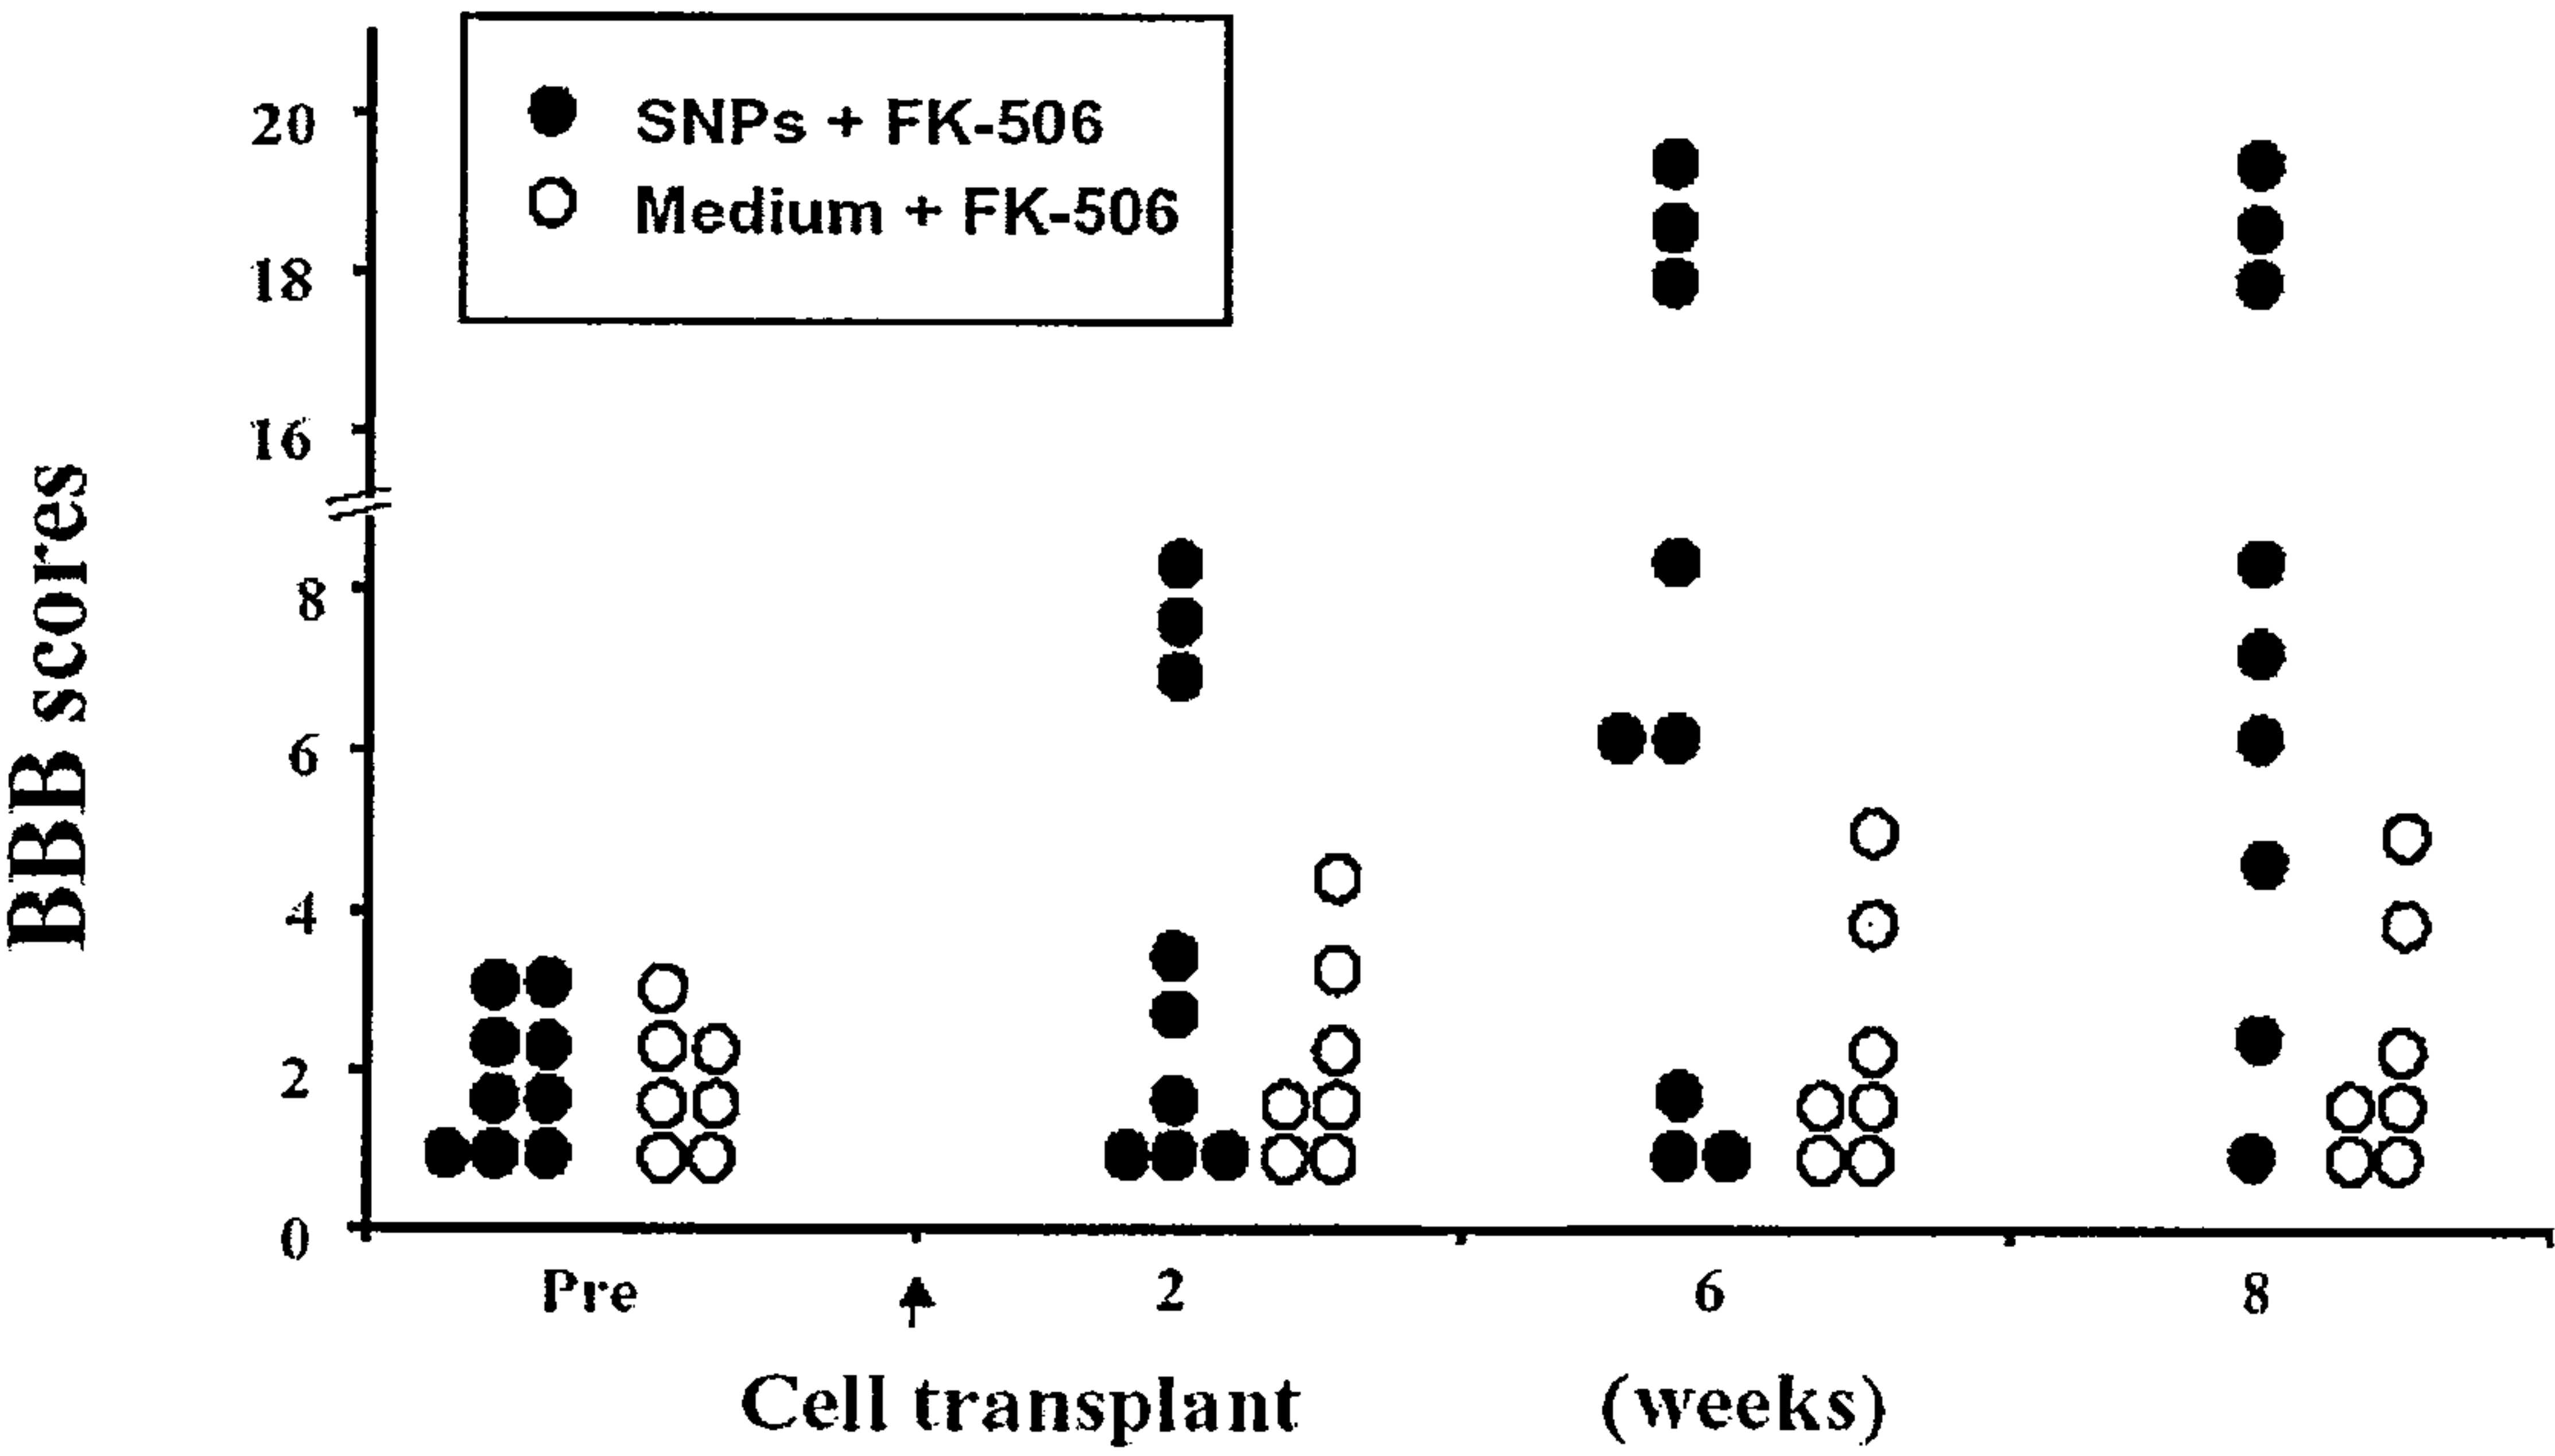 SNPs + FK-506
Medium + FK-506
BBB scores
20
18
16
8
6
4
2
0
Pre 2 6 8
Cell transplant (weeks)